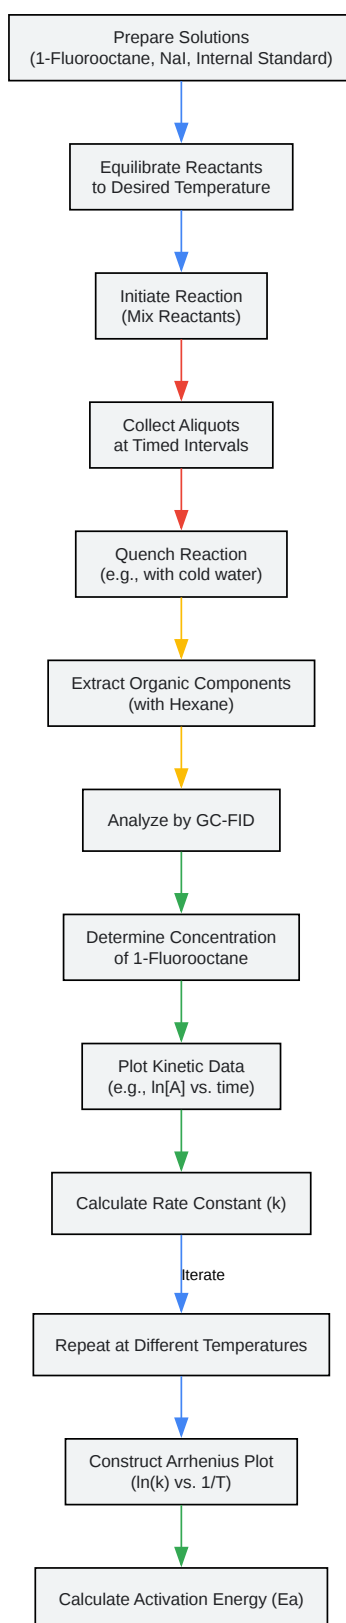 Prepare Solutions
(1-Fluorooctane, NaI, Internal Standard)
Equilibrate Reactants
to Desired Temperature
Initiate Reaction
(Mix Reactants)
Collect Aliquots
at Timed Intervals
Quench Reaction
(e.g., with cold water)
Extract Organic Components
(with Hexane)
Analyze by GC-FID
Determine Concentration
of 1-Fluorooctane
Plot Kinetic Data
(e.g., ln[A] vs. time)
Calculate Rate Constant (k)
Iterate
Repeat at Different Temperatures
Construct Arrhenius Plot
(ln(k) vs. 1/T)
Calculate Activation Energy (Ea)